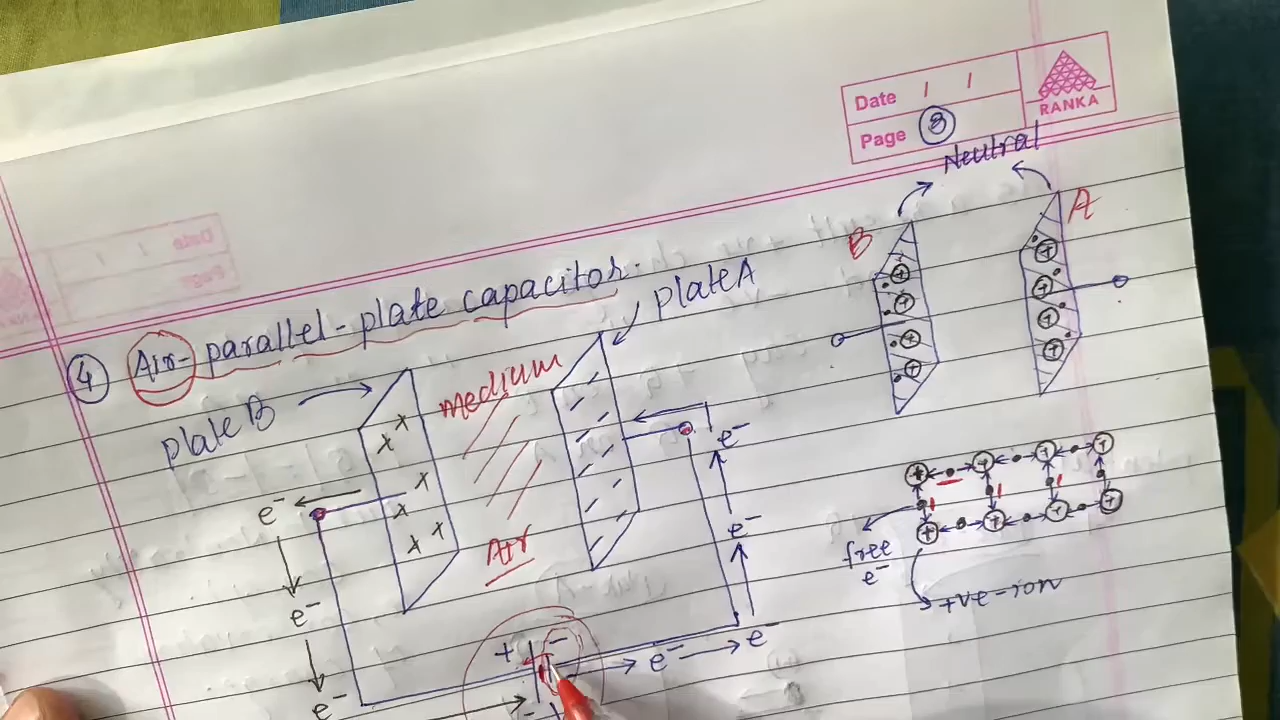 Date / /
RANKA
Page 8
Neutral
B
A
④ Air-parallel-plate capacitor.
plate A
plate B
medium
e⁻
e⁻
Air
e⁻
free
e⁻
+ve-ion
e⁻
+ -
e⁻
e⁻
e⁻